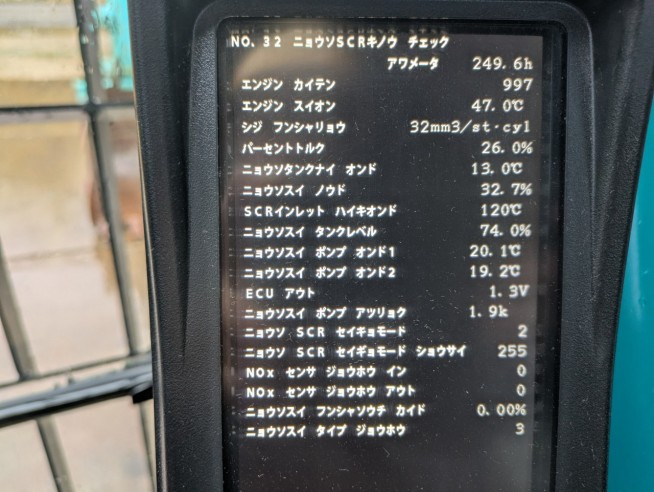 NO. 32 ニョウソSCRキノウ チェック
アワメータ 249. 6h
エンジン カイテン 997
エンジン スイオン 47. 0℃
シジ フンシャリョウ 32mm3/st·cyl
パーセントトルク 26. 0%
ニョウソタンクナイ オンド 13. 0℃
ニョウソスイ ノウド 32. 7%
SCRインレット ハイキオンド 120℃
ニョウソスイ タンクレベル 74. 0%
ニョウソスイ ポンプ オンド1 20. 1℃
ニョウソスイ ポンプ オンド2 19. 2℃
ECU アウト 1. 3V
ニョウソスイ ポンプ アツリョク 1. 9k
ニョウソ SCR セイギョモード 2
ニョウソ SCR セイギョモード ショウサイ 255
NOx センサ ジョウホウ イン 0
NOx センサ ジョウホウ アウト 0
ニョウソスイ フンシャソウチ カイド 0. 00%
ニョウソスイ タイプ ジョウホウ 3